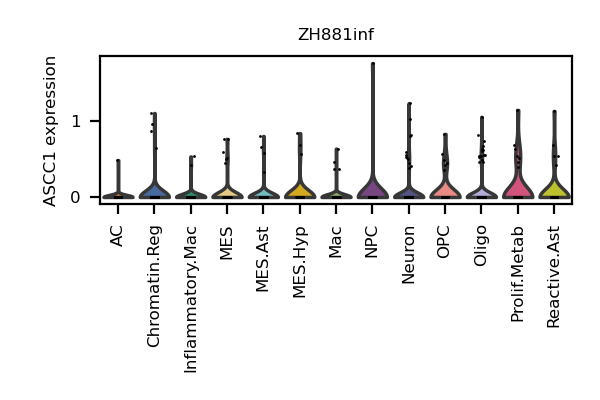 ZH881inf
ASCC1 expression
1
0
AC
Chromatin.Reg
Inflammatory.Mac
MES
MES.Ast
MES.Hyp
Mac
NPC
Neuron
OPC
Oligo
Prolif.Metab
Reactive.Ast